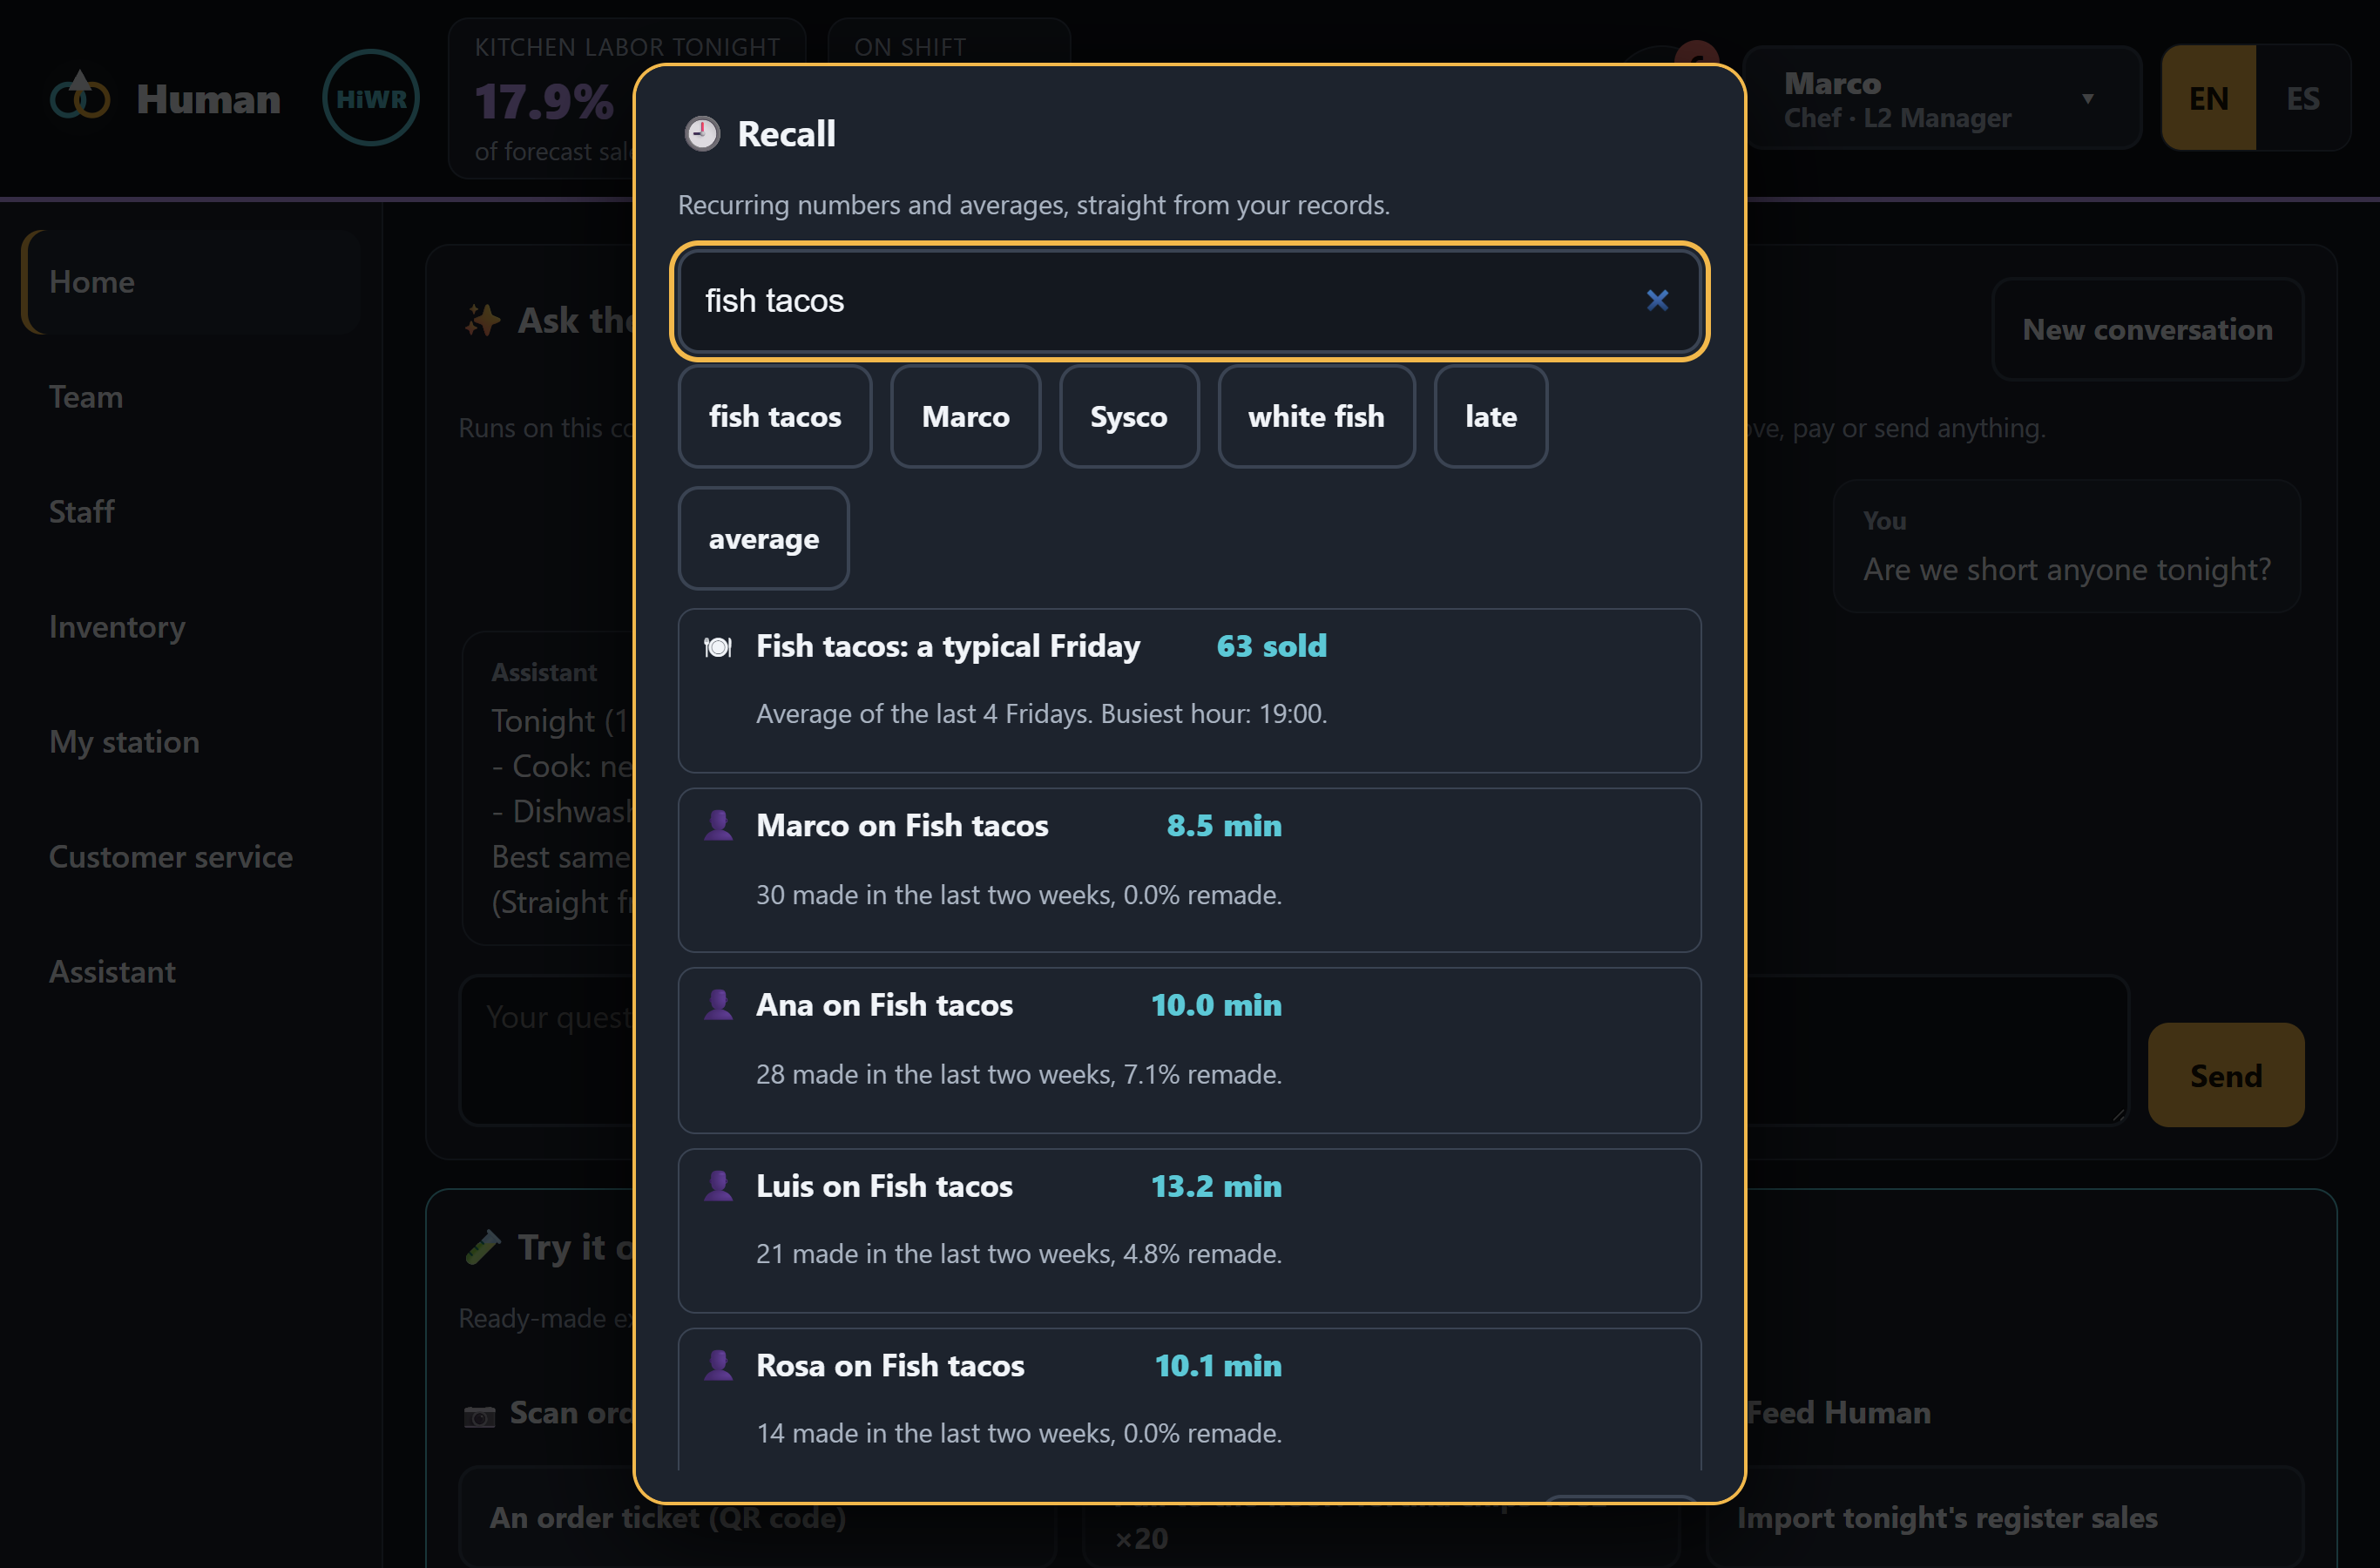 Human
HiWR
KITCHEN LABOR TONIGHT
17.9%
of forecast
ON SHIFT
Marco
Chef · L2 Manager
▼
EN
ES
Home
Team
Staff
Inventory
My station
Customer service
Assistant
Ask
New conversation
Runs on this
pay or send anything.
You
Are we short anyone tonight?
Assistant
Tonight
- Cook:
-
Best same
(Straight
Your
Send
Try it
Ready-made
Scan
Feed Human
An order ticket (QR code)
×20
Import tonight's register sales
Recall
Recurring numbers and averages, straight from your records.
fish tacos
fish tacos
Marco
Sysco
white fish
late
average
Fish tacos: a typical Friday 63 sold
Average of the last 4 Fridays. Busiest hour: 19:00.
Marco on Fish tacos 8.5 min
30 made in the last two weeks, 0.0% remade.
Ana on Fish tacos 10.0 min
28 made in the last two weeks, 7.1% remade.
Luis on Fish tacos 13.2 min
21 made in the last two weeks, 4.8% remade.
Rosa on Fish tacos 10.1 min
14 made in the last two weeks, 0.0% remade.